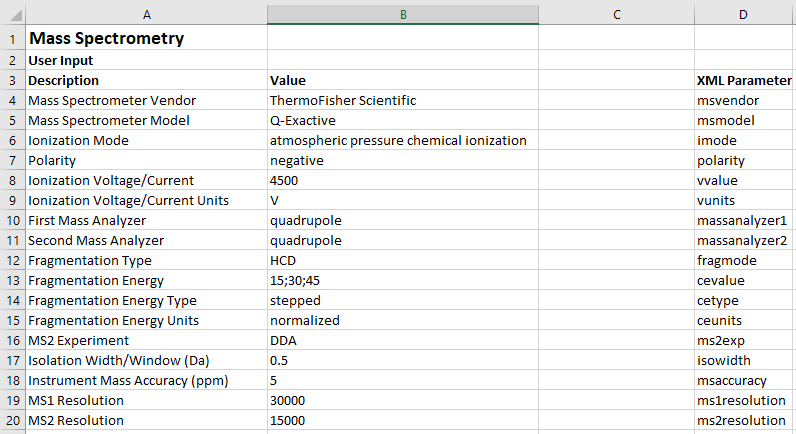 A B C D
1 Mass Spectrometry
2 User Input
3 Description Value XML Parameter
4 Mass Spectrometer Vendor ThermoFisher Scientific msvendor
5 Mass Spectrometer Model Q-Exactive msmodel
6 Ionization Mode atmospheric pressure chemical ionization imode
7 Polarity negative polarity
8 Ionization Voltage/Current 4500 vvalue
9 Ionization Voltage/Current Units V vunits
10 First Mass Analyzer quadrupole massanalyzer1
11 Second Mass Analyzer quadrupole massanalyzer2
12 Fragmentation Type HCD fragmode
13 Fragmentation Energy 15;30;45 cevalue
14 Fragmentation Energy Type stepped cetype
15 Fragmentation Energy Units normalized ceunits
16 MS2 Experiment DDA ms2exp
17 Isolation Width/Window (Da) 0.5 isowidth
18 Instrument Mass Accuracy (ppm) 5 msaccuracy
19 MS1 Resolution 30000 ms1resolution
20 MS2 Resolution 15000 ms2resolution